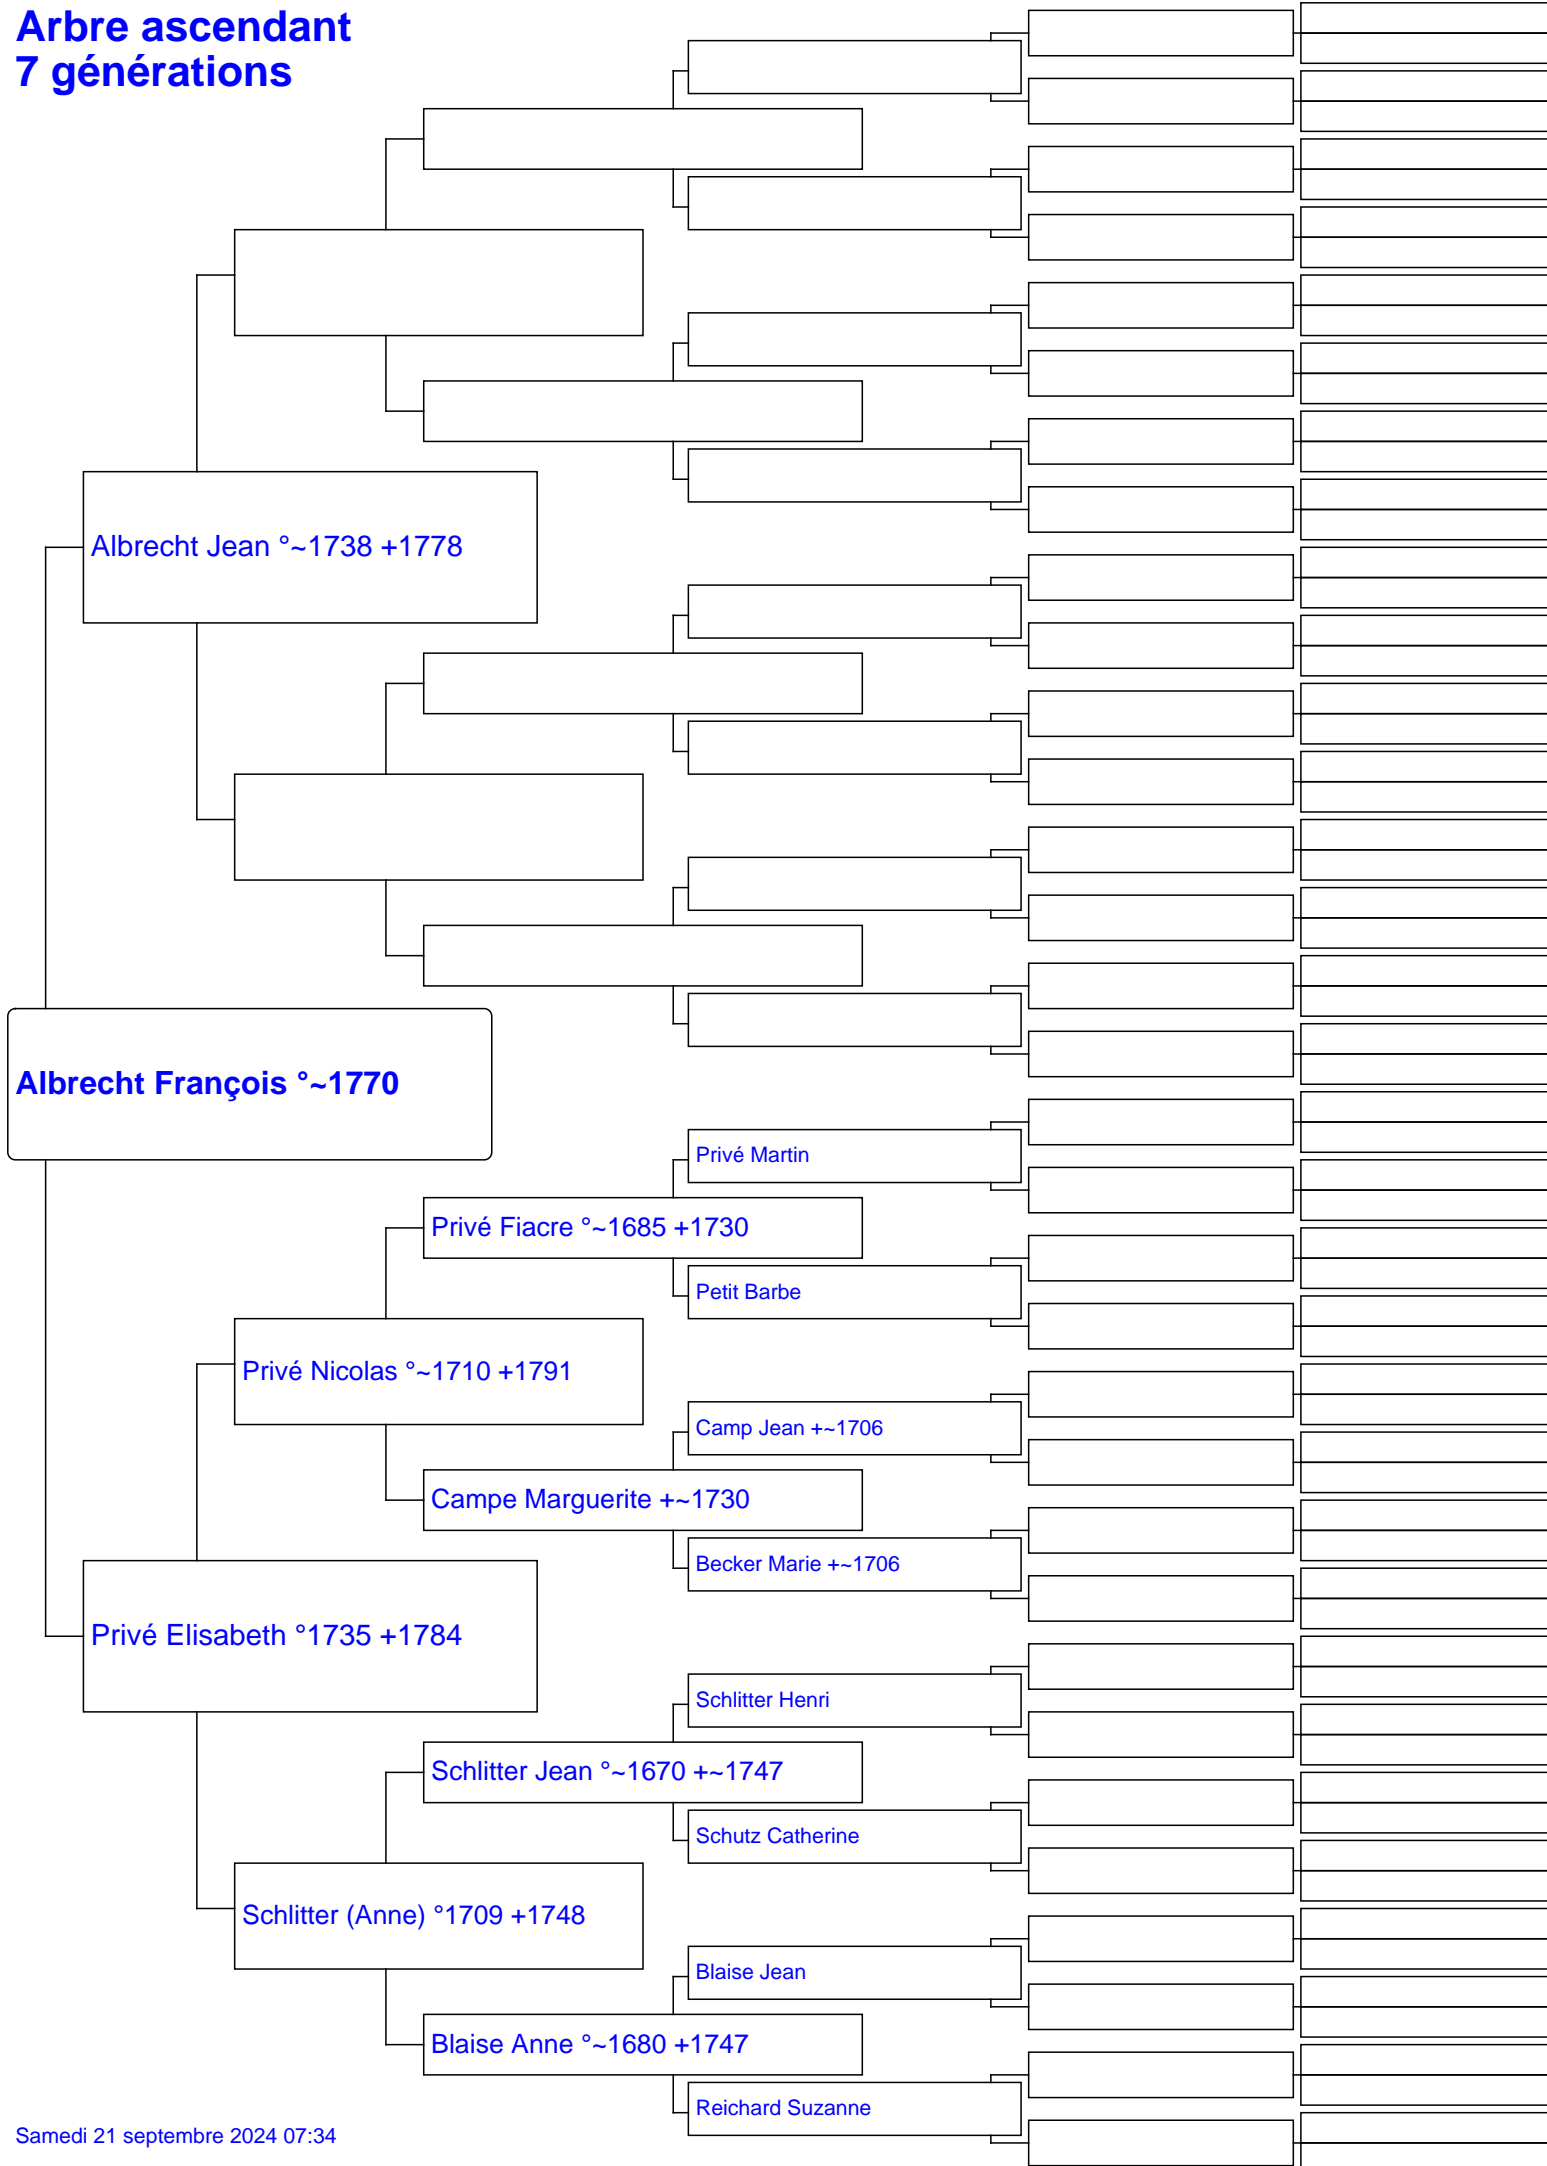 Arbre ascendant
7 générations
Albrecht Jean °~1738 +1778
Albrecht François °~1770
Privé Martin
Privé Fiacre °~1685 +1730
Petit Barbe
Privé Nicolas °~1710 +1791
Camp Jean +~1706
Campe Marguerite +~1730
Becker Marie +~1706
Privé Elisabeth °1735 +1784
Schlitter Henri
Schlitter Jean °~1670 +~1747
Schutz Catherine
Schlitter (Anne) °1709 +1748
Blaise Jean
Blaise Anne °~1680 +1747
Reichard Suzanne
Samedi 21 septembre 2024 07:34